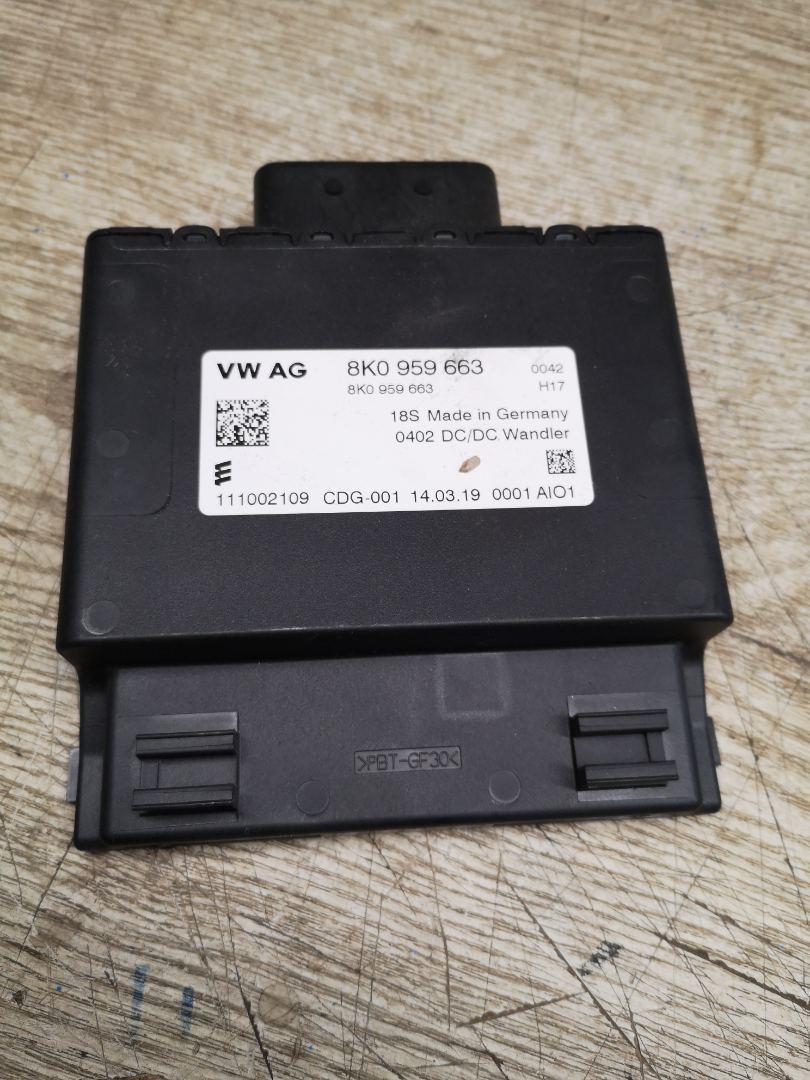 VW AG 8K0 959 663 0042
8K0 959 663 H17
18S Made in Germany
0402 DC/DC Wandler
111002109 CDG-001 14.03.19 0001 AI01
>PBT-GF30<